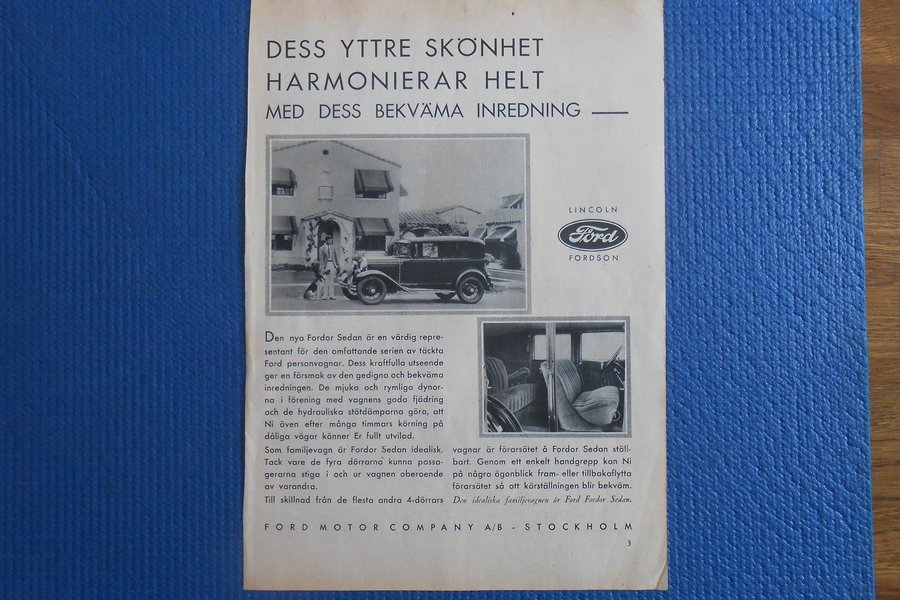 DESS YTTRE SKÖNHET
HARMONIERAR HELT
MED DESS BEKVÄMA INREDNING —
LINCOLN
Ford
FORDSON
Den nya Fordor Sedan är en värdig repre-
sentant för den omfattande serien av täckta
Ford personvagnar. Dess kraftfulla utseende
ger en försmak av den gedigna och bekväma
inredningen. De mjuka och rymliga dynor-
na i förening med vagnens goda fjädring
och de hydrauliska stötdämparna göra, att
Ni även efter många timmars körning på
dåliga vägar känner Er fullt utvilad.
Som familjevagn är Fordor Sedan idealisk.
Tack vare de fyra dörrarna kunna passa-
gerarna stiga i och ur vagnen oberoende
av varandra.
Till skillnad från de flesta andra 4-dörrars
vagnar är förarsätet å Fordor Sedan ställ-
bart. Genom ett enkelt handgrepp kan Ni
på några ögonblick fram- eller tillbakaflytta
förarsätet så att körställningen blir bekväm.
Den idealiska familjevagnen är Ford Fordor Sedan.
FORD MOTOR COMPANY A/B - STOCKHOLM
3